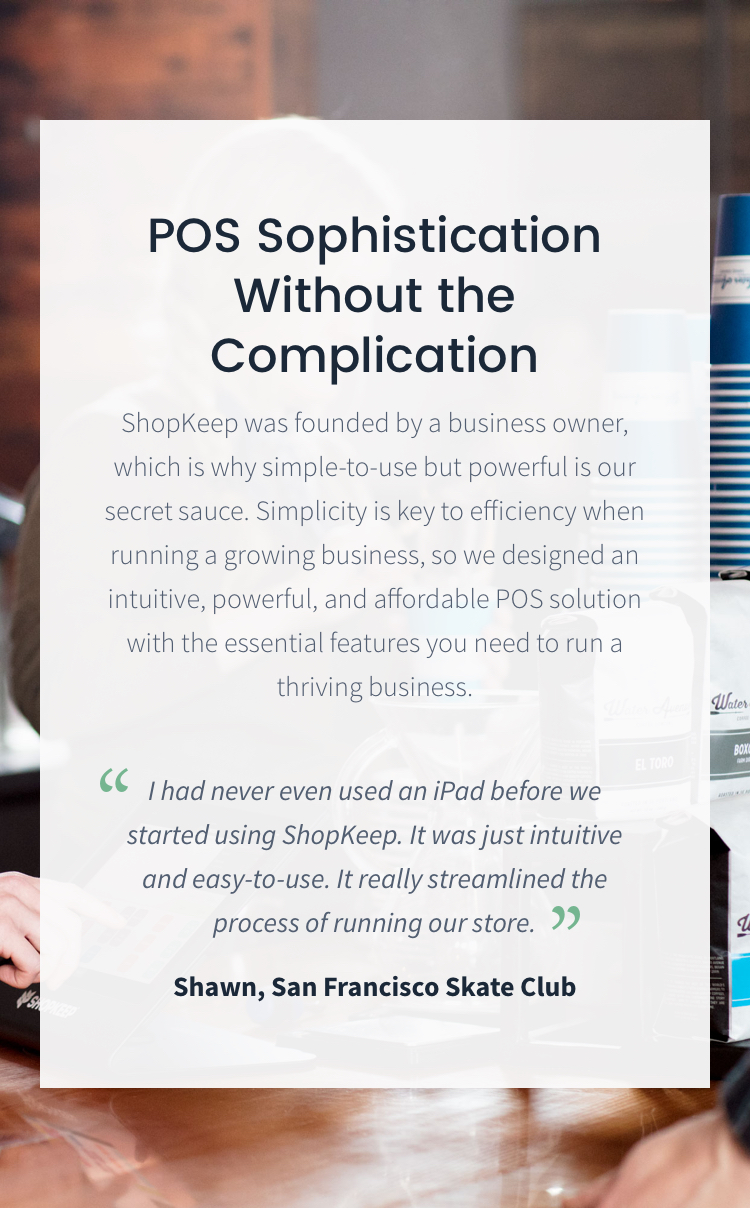 POS Sophistication
Without the
Complication
ShopKeep was founded by a business owner,
which is why simple-to-use but powerful is our
secret sauce. Simplicity is key to efficiency when
running a growing business, so we designed an
intuitive, powerful, and affordable POS solution
with the essential features you need to run a
thriving business.
“ I had never even used an iPad before we
started using ShopKeep. It was just intuitive
and easy-to-use. It really streamlined the
process of running our store. ”
Shawn, San Francisco Skate Club
EL TORO
SHOPKEEP